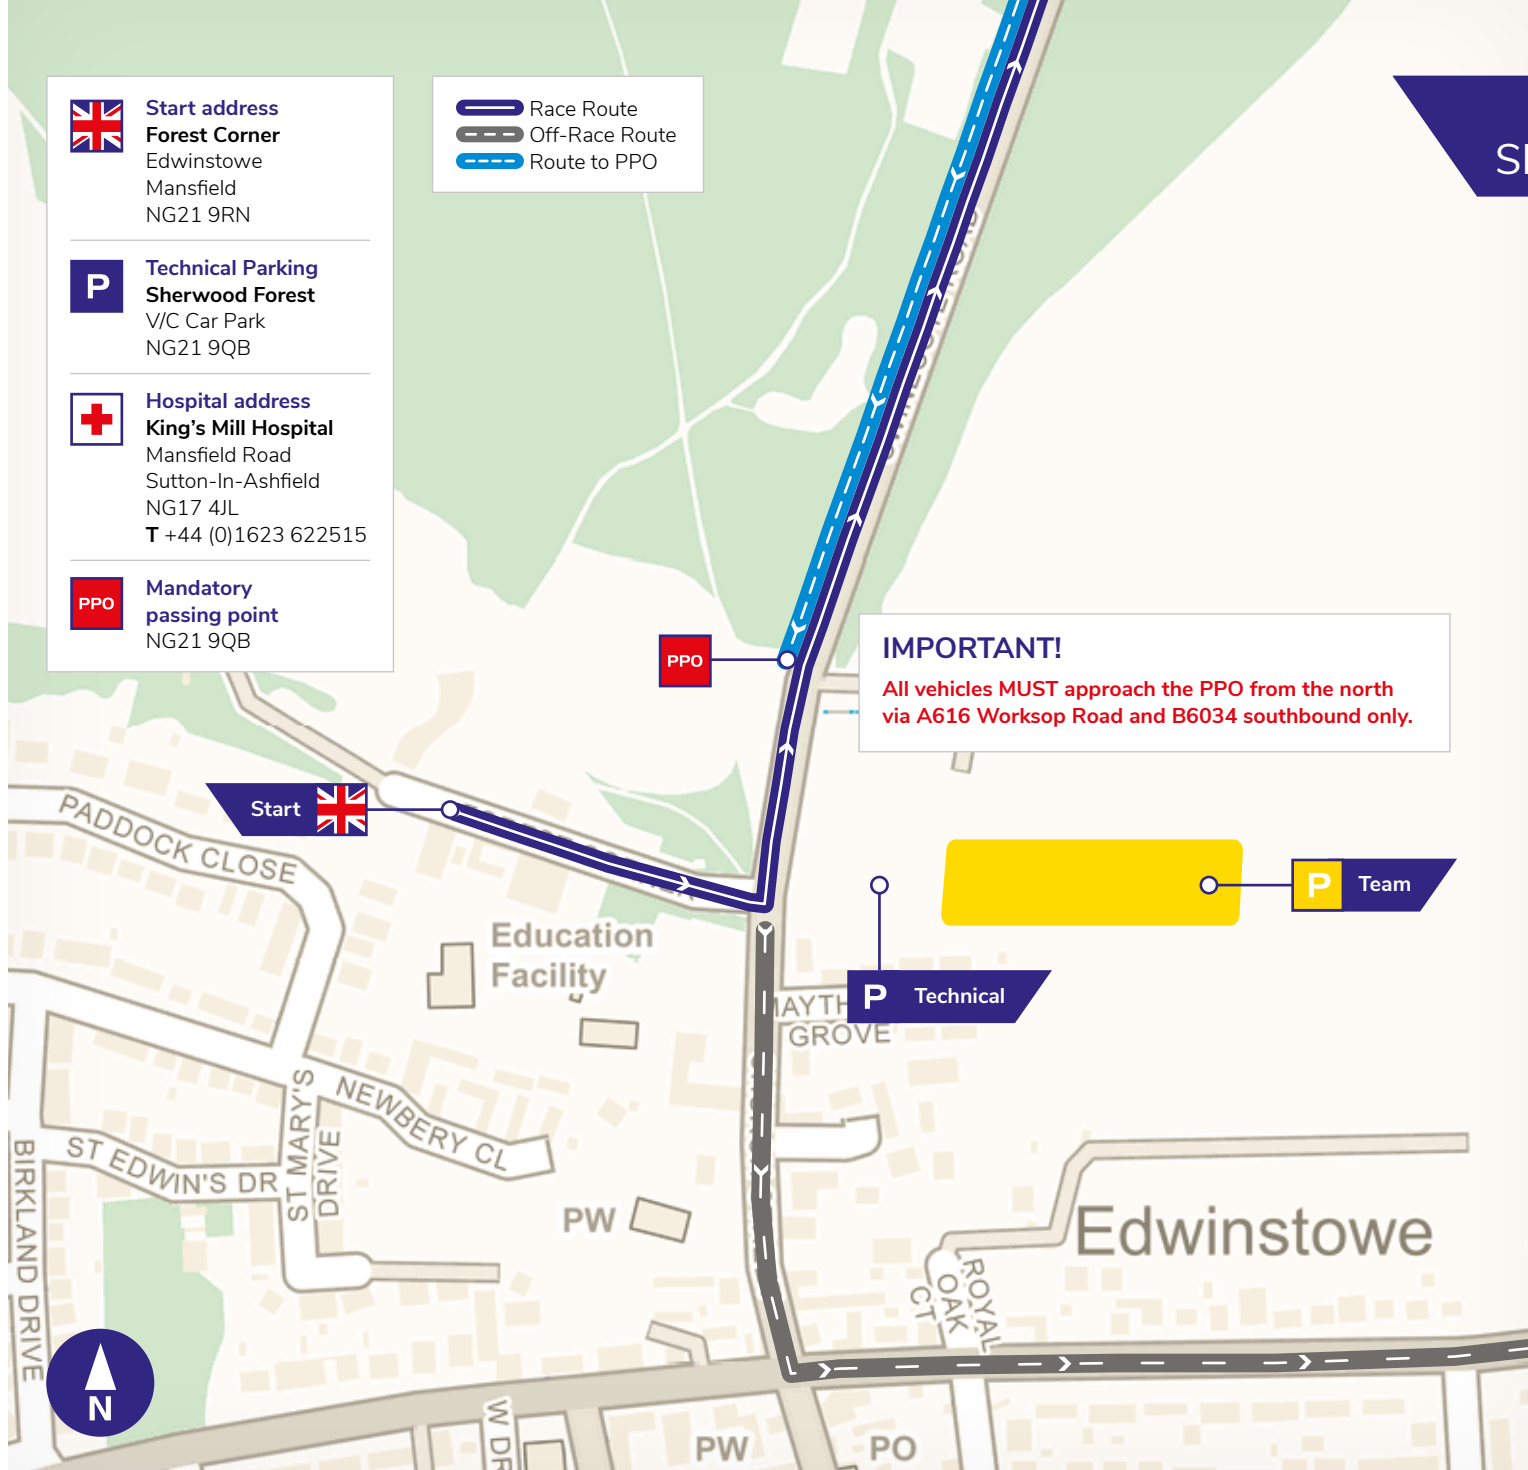 Start address
Forest Corner
Edwinstowe
Mansfield
NG21 9RN
P
Technical Parking
Sherwood Forest
V/C Car Park
NG21 9QB
Hospital address
King's Mill Hospital
Mansfield Road
Sutton-In-Ashfield
NG17 4JL
T +44 (0)1623 622515
PPO
Mandatory
passing point
NG21 9QB
Race Route
Off-Race Route
Route to PPO
PPO
IMPORTANT!
All vehicles MUST approach the PPO from the north
via A616 Worksop Road and B6034 southbound only.
Start
PADDOCK CLOSE
P Team
Education
Facility
P Technical
GROVE
NEWBERY CL
ST MARY'S
DRIVE
ST EDWIN'S DR
BIRKLAND DRIVE
PW
Edwinstowe
ROYAL
OAK
CT
N
W DR
PW
PO